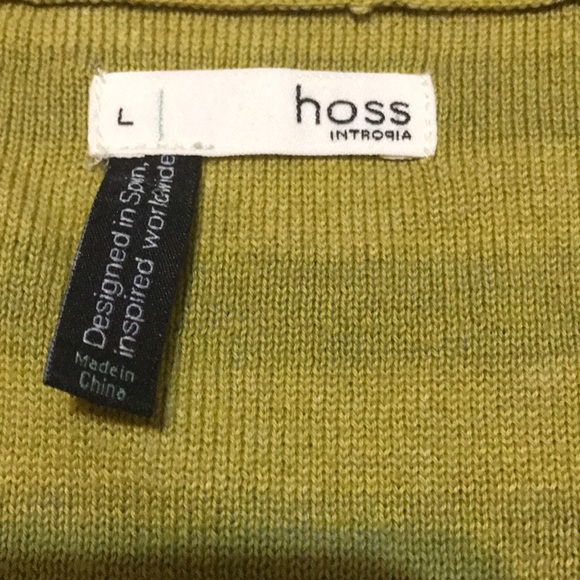 L
hoss
INTROPIA
Designed in Spain,
inspired worldwide
Made in
China